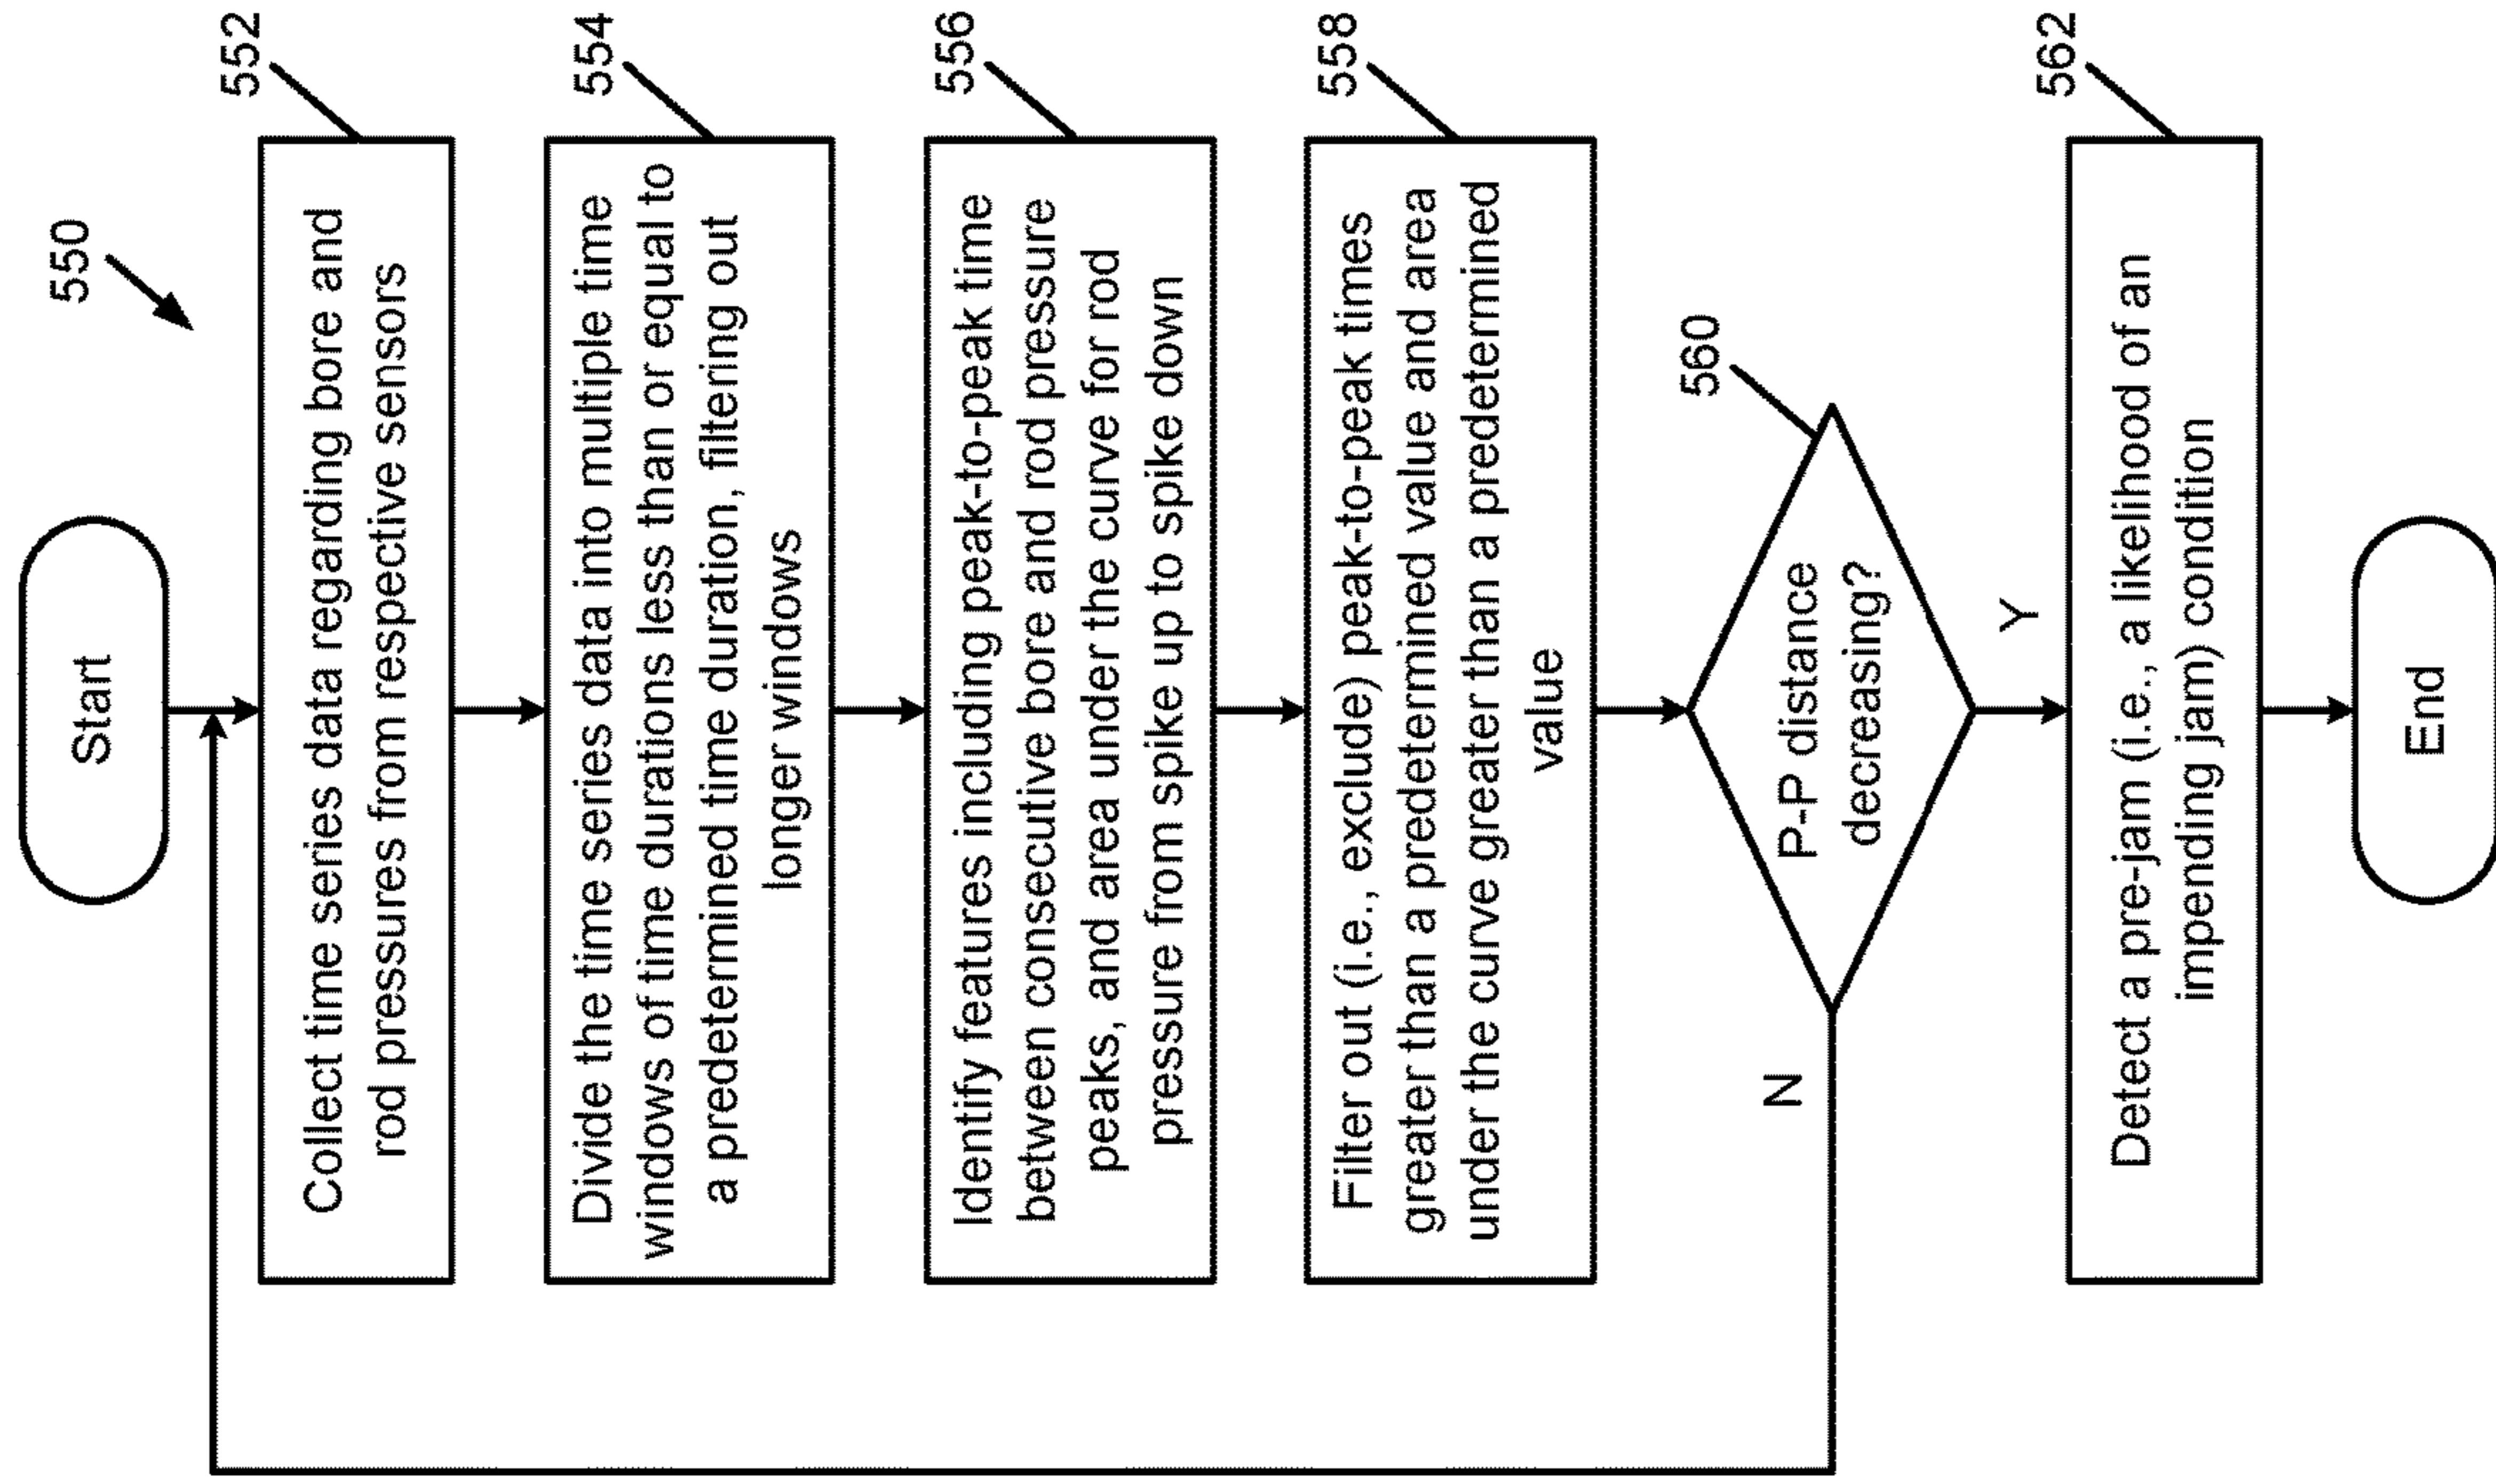 550
Start
552
Collect time series data regarding bore and
rod pressures from respective sensors
554
Divide the time series data into multiple time
windows of time durations less than or equal to
a predetermined time duration, filtering out
longer windows
556
Identify features including peak-to-peak time
between consecutive bore and rod pressure
peaks, and area under the curve for rod
pressure from spike up to spike down
558
Filter out (i.e., exclude) peak-to-peak times
greater than a predetermined value and area
under the curve greater than a predetermined
value
560
P-P distance
decreasing?
N
Y
562
Detect a pre-jam (i.e., a likelihood of an
impending jam) condition
End